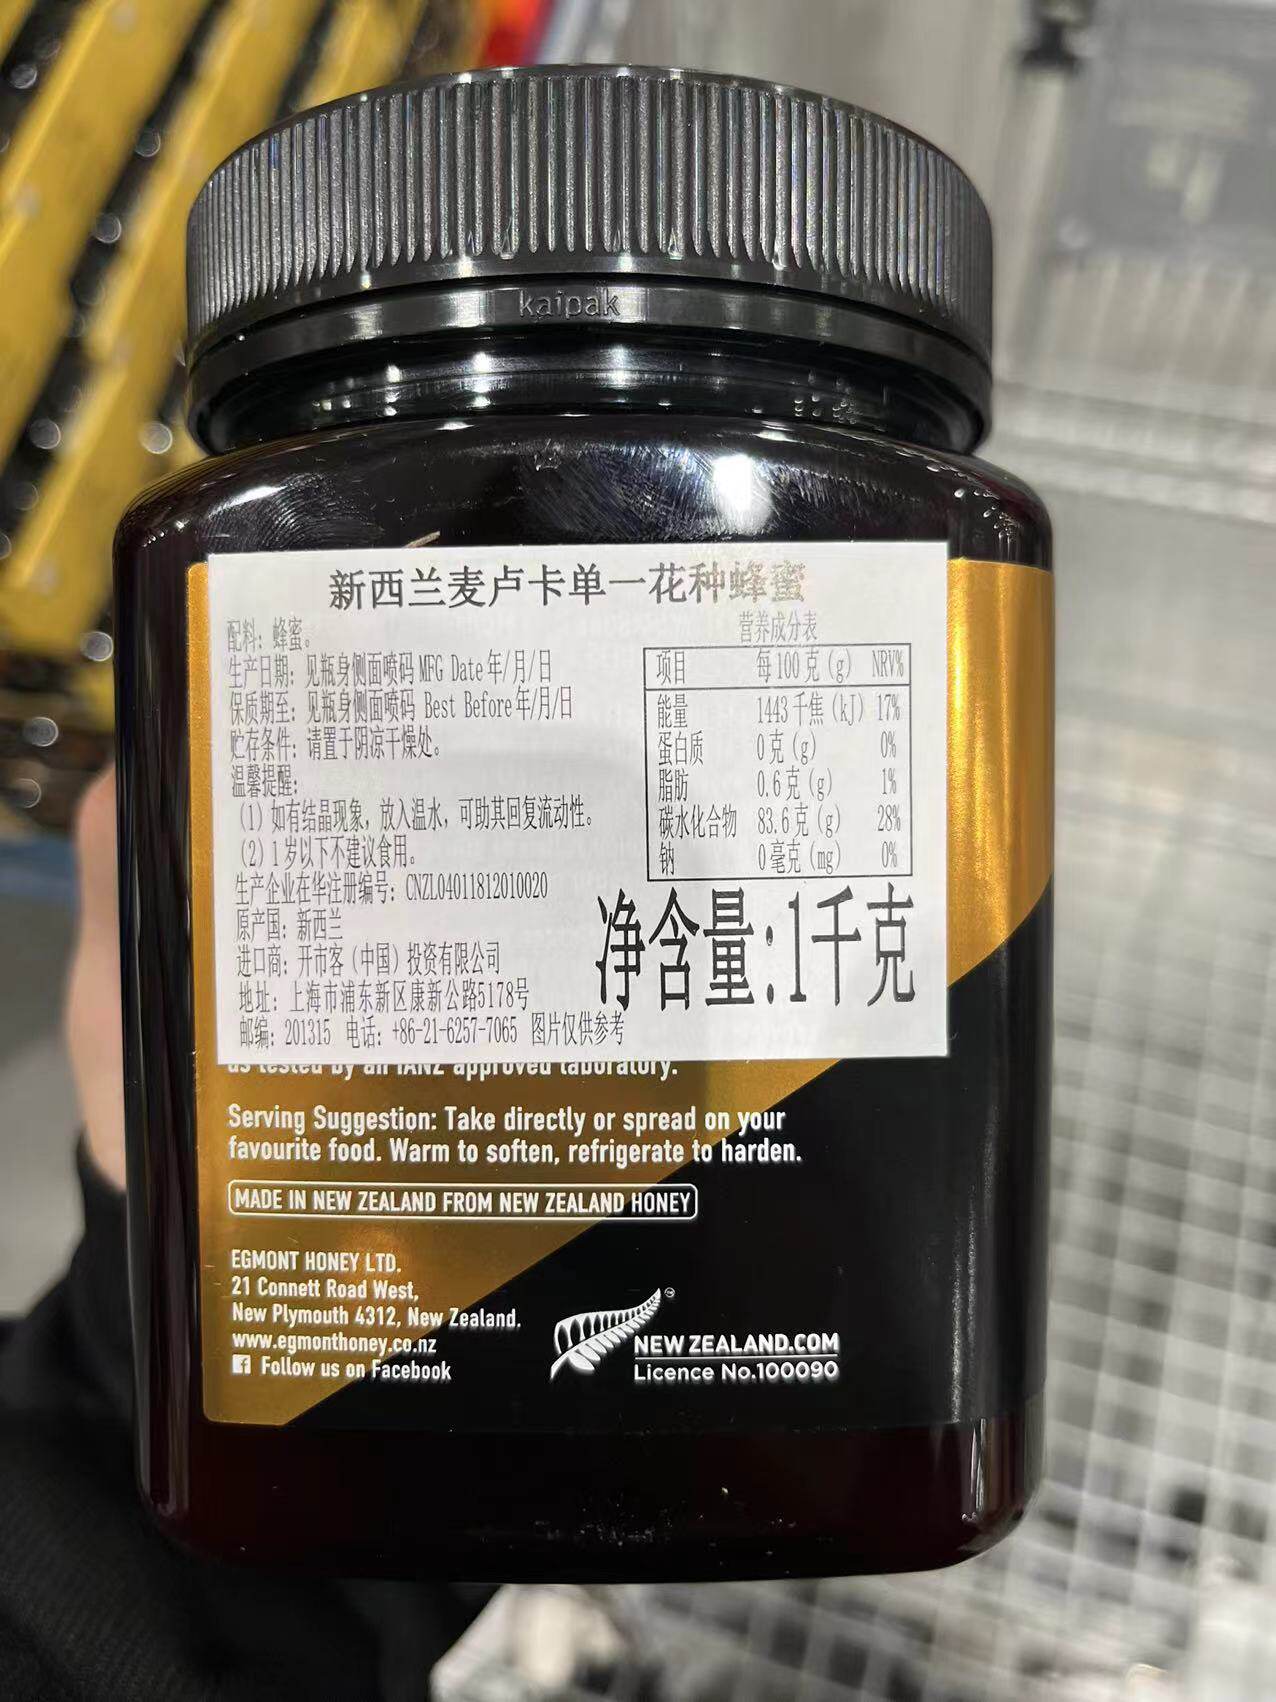 kaipak
新西兰麦卢卡单一花种蜂蜜
配料：蜂蜜。
生产日期：见瓶身侧面喷码 MFG Date 年/月/日
保质期至：见瓶身侧面喷码 Best Before 年/月/日
贮存条件：请置于阴凉干燥处。
温馨提醒：
（1）如有结晶现象，放入温水，可助其回复流动性。
（2）1岁以下不建议食用。
生产企业在华注册编号：CNZL04011812010020
原产国：新西兰
进口商：开市客（中国）投资有限公司
地址：上海市浦东新区康新公路5178号
邮编：201315 电话：+86-21-6257-7065 图片仅供参考
营养成分表
项目 每100克(g) NRV%
能量 1443千焦(kJ) 17%
蛋白质 0克(g) 0%
脂肪 0.6克(g) 1%
碳水化合物 83.6克(g) 28%
钠 0毫克(mg) 0%
净含量：1千克
as tested by an IANZ approved laboratory.
Serving Suggestion: Take directly or spread on your
favourite food. Warm to soften, refrigerate to harden.
MADE IN NEW ZEALAND FROM NEW ZEALAND HONEY
EGMONT HONEY LTD.
21 Connett Road West,
New Plymouth 4312, New Zealand.
www.egmonthoney.co.nz
Follow us on Facebook
NEW ZEALAND.COM
Licence No.100090